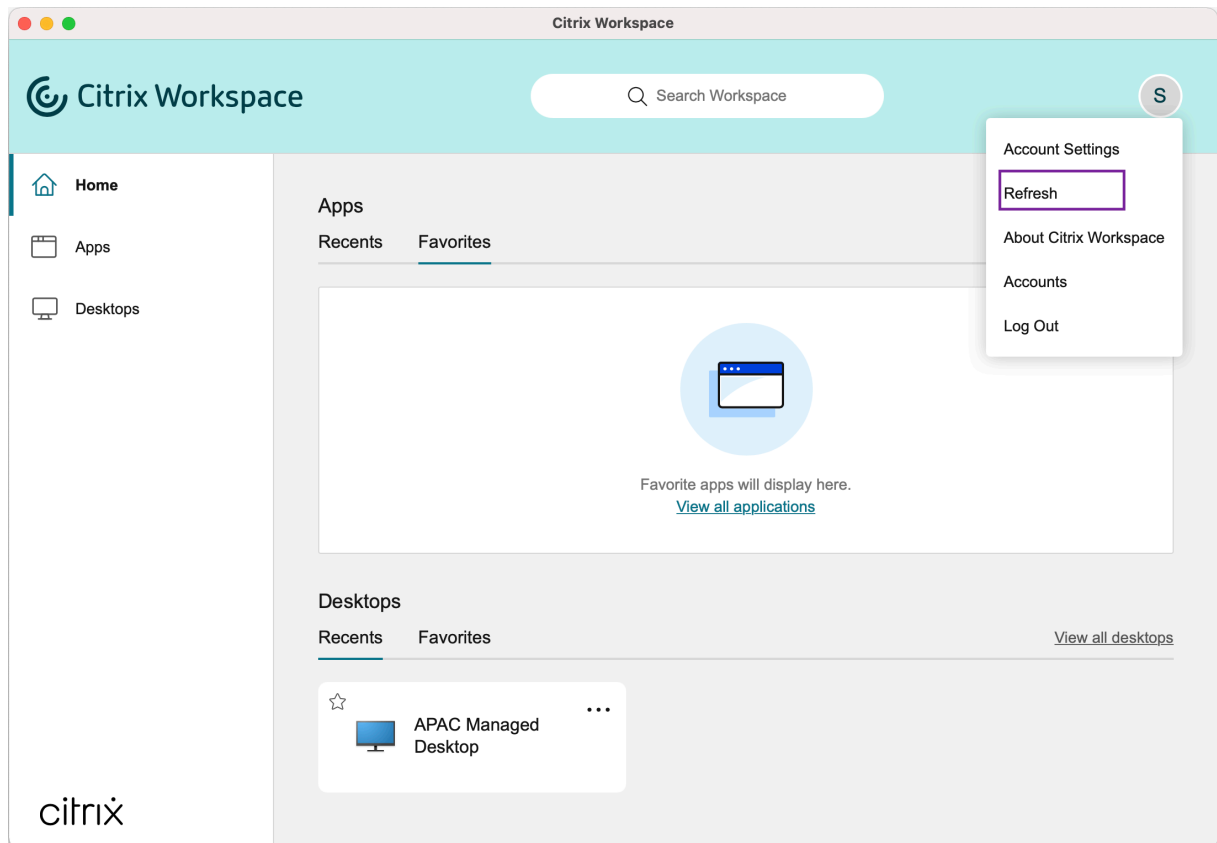 Citrix Workspace
Citrix Workspace
Search Workspace
S
Account Settings
Refresh
About Citrix Workspace
Accounts
Log Out
Home
Apps
Desktops
Apps
Recents Favorites
Favorite apps will display here.
View all applications
Desktops
Recents Favorites View all desktops
APAC Managed
Desktop
citrix